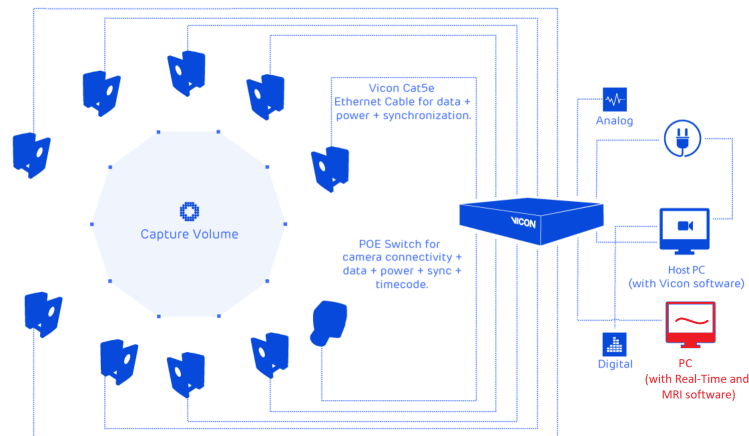 Vicon Cat5e
Ethernet Cable for data +
power + synchronization.
Analog
Capture Volume
VICON
POE Switch for
camera connectivity +
data + power + sync +
timecode.
Host PC
(with Vicon software)
Digital
PC
(with Real-Time and
MRI software)